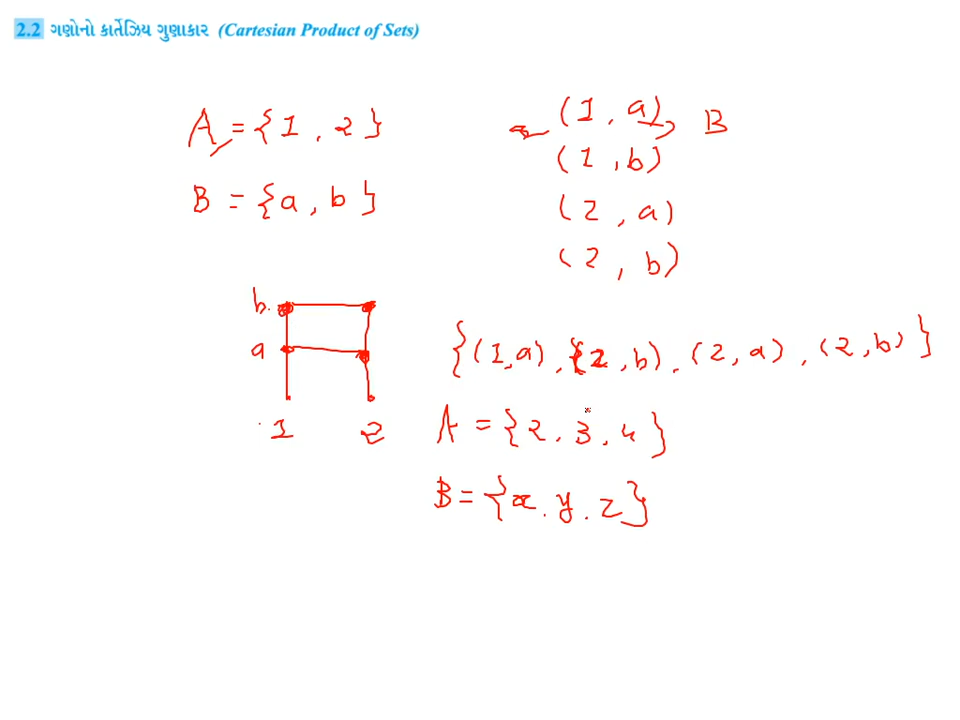 2.2 ગણોનો કાર્તેઝિય ગુણાકાર (Cartesian Product of Sets)
A = {1, 2}
B = {a, b}
(1, a) B
(1, b)
(2, a)
(2, b)
b
a
1 2
{(1, a), (1, b), (2, a), (2, b)}
A = {2, 3, 4}
B = {x, y, z}